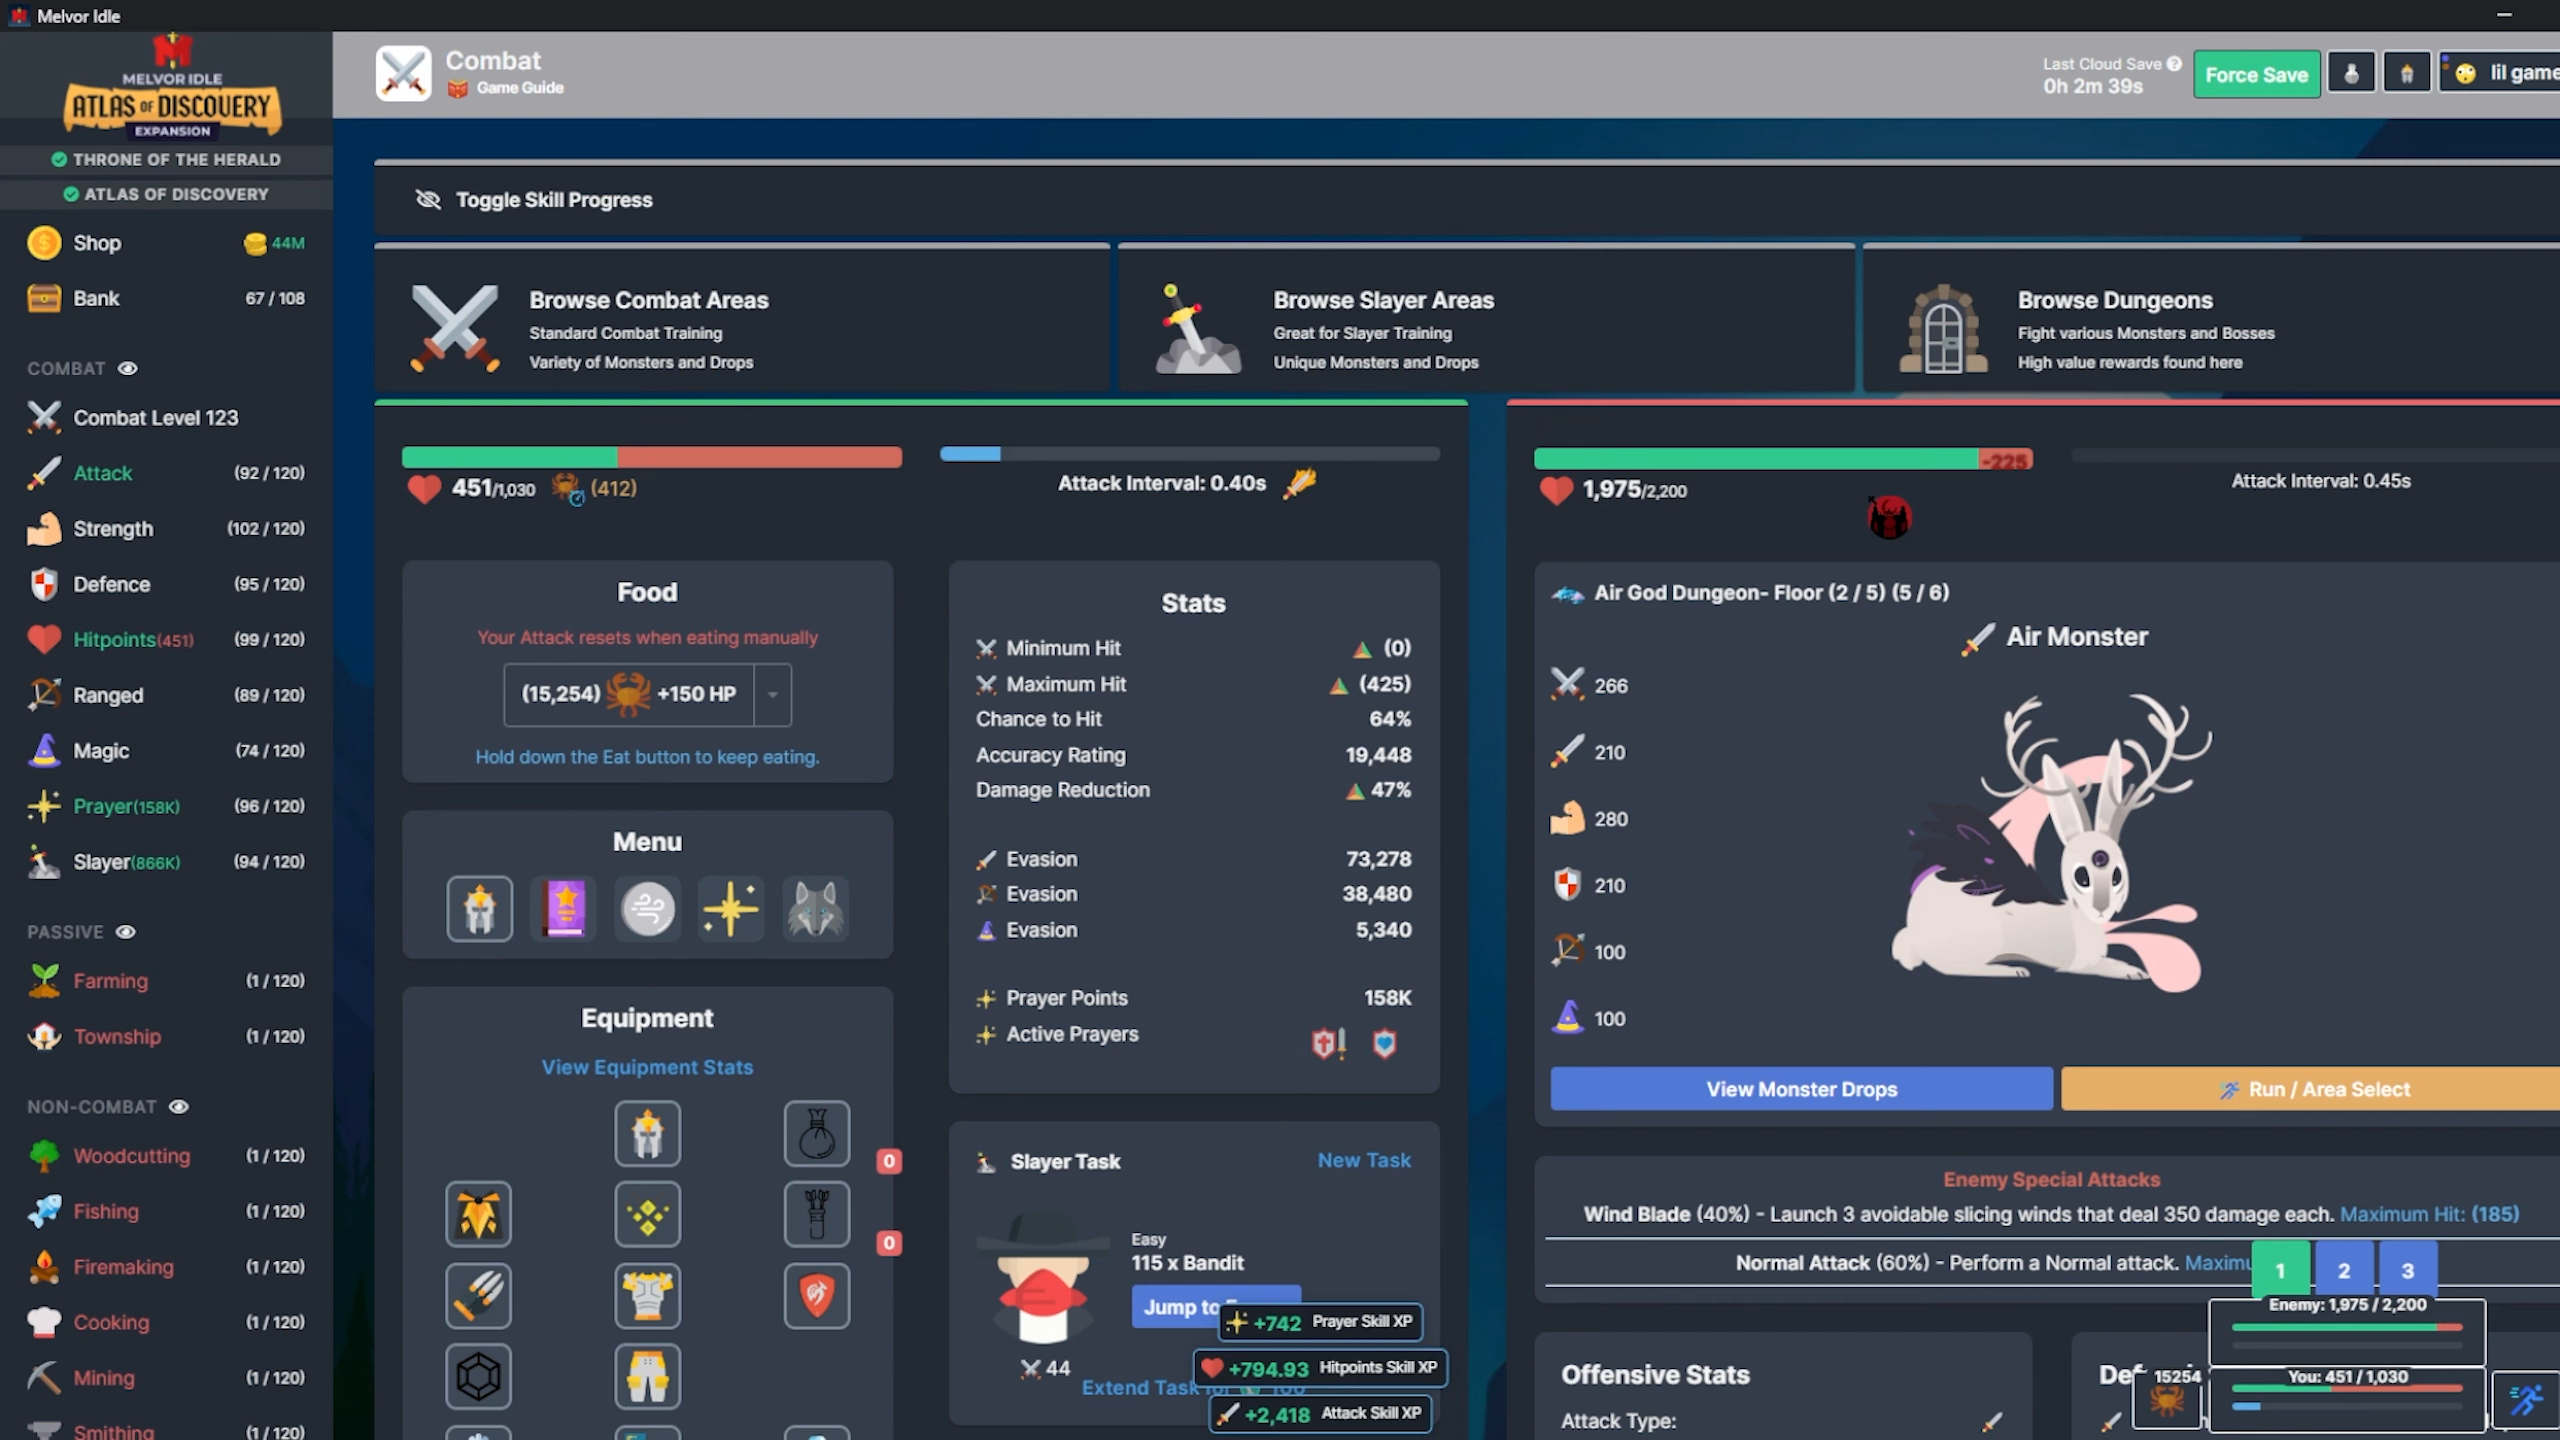 Melvor Idle
MELVOR IDLE
ATLAS OF DISCOVERY
EXPANSION
THRONE OF THE HERALD
ATLAS OF DISCOVERY
Shop 44M
Bank 67 / 108
COMBAT
Combat Level 123
Attack (92 / 120)
Strength (102 / 120)
Defence (95 / 120)
Hitpoints(451) (99 / 120)
Ranged (89 / 120)
Magic (74 / 120)
Prayer(158K) (96 / 120)
Slayer(866K) (94 / 120)
PASSIVE
Farming (1 / 120)
Township (1 / 120)
NON-COMBAT
Woodcutting (1 / 120)
Fishing (1 / 120)
Firemaking (1 / 120)
Cooking (1 / 120)
Mining (1 / 120)
Smithing (1 / 120)
Combat
Game Guide
Last Cloud Save
0h 2m 39s
Force Save
lil game
Toggle Skill Progress
Browse Combat Areas
Standard Combat Training
Variety of Monsters and Drops
Browse Slayer Areas
Great for Slayer Training
Unique Monsters and Drops
Browse Dungeons
Fight various Monsters and Bosses
High value rewards found here
451/1,030 (412)
Attack Interval: 0.40s
Food
Your Attack resets when eating manually
(15,254) +150 HP
Hold down the Eat button to keep eating.
Menu
Equipment
View Equipment Stats
0
0
Stats
Minimum Hit (0)
Maximum Hit (425)
Chance to Hit 64%
Accuracy Rating 19,448
Damage Reduction 47%
Evasion 73,278
Evasion 38,480
Evasion 5,340
Prayer Points 158K
Active Prayers
Slayer Task New Task
Easy
115 x Bandit
Jump to
44
Extend Task for 100
+742 Prayer Skill XP
+794.93 Hitpoints Skill XP
+2,418 Attack Skill XP
-225
1,975/2,200
Attack Interval: 0.45s
Air God Dungeon- Floor (2 / 5) (5 / 6)
Air Monster
266
210
280
210
100
100
View Monster Drops
Run / Area Select
Enemy Special Attacks
Wind Blade (40%) - Launch 3 avoidable slicing winds that deal 350 damage each. Maximum Hit: (185)
Normal Attack (60%) - Perform a Normal attack. Maximu
1 2 3
Enemy: 1,975 / 2,200
15254
You: 451 / 1,030
Offensive Stats
Attack Type: